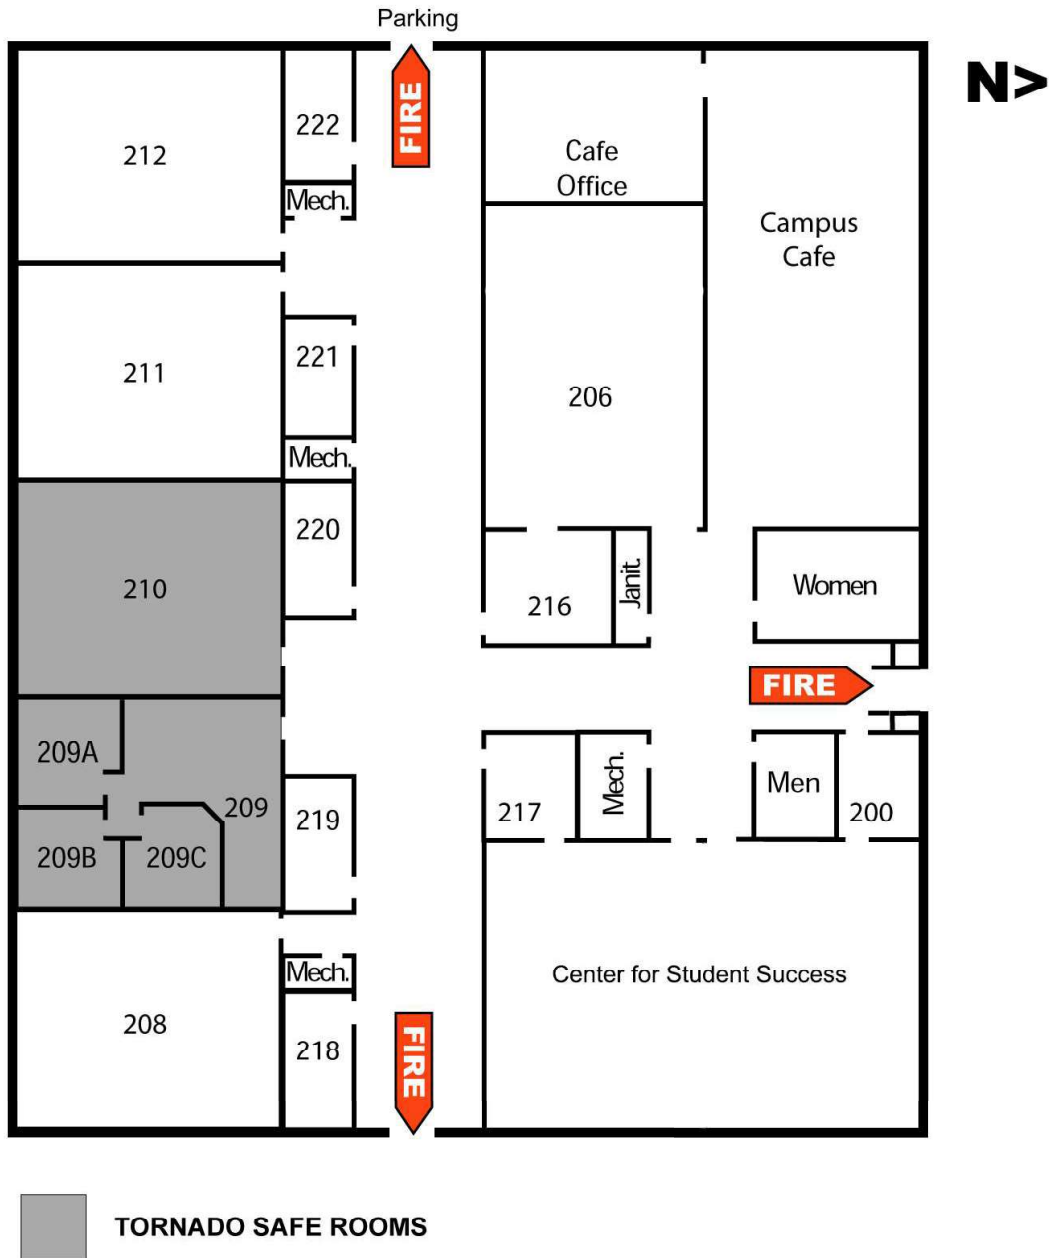 Parking
N>
FIRE
222
212
Cafe
Office
Mech.
Campus
Cafe
221
211
206
Mech.
220
210
Janit.
Women
216
FIRE
209A
Mech.
Men
209
219
217
200
209B
209C
Mech.
Center for Student Success
208
218
FIRE
TORNADO SAFE ROOMS